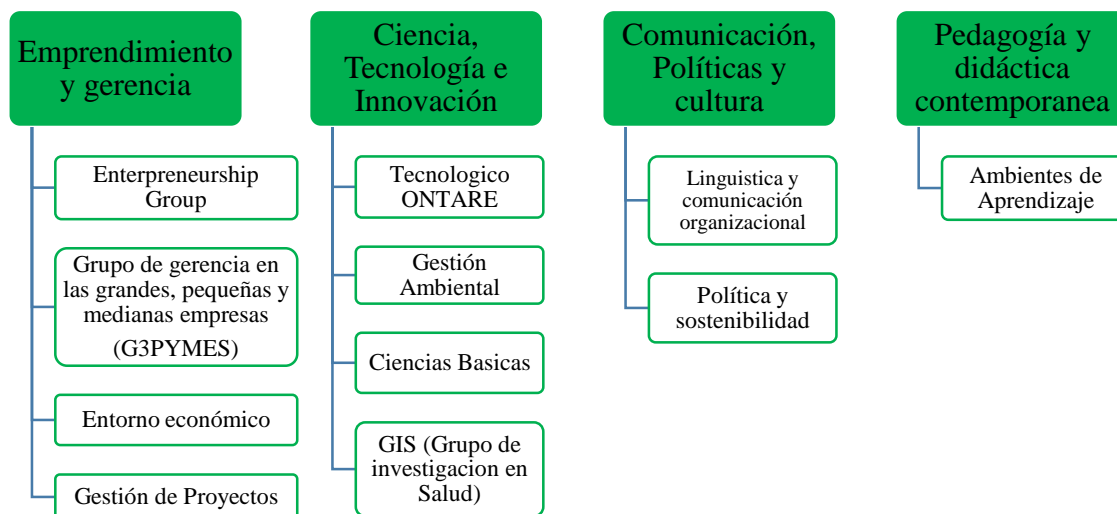 Emprendimiento
y gerencia
Enterpreneurship
Group
Grupo de gerencia en
las grandes, pequeñas y
medianas empresas
(G3PYMES)
Entorno económico
Gestión de Proyectos
Ciencia,
Tecnología e
Innovación
Tecnologico
ONTARE
Gestión
Ambiental
Ciencias Basicas
GIS (Grupo de
investigacion en
Salud)
Comunicación,
Políticas y
cultura
Linguistica y
comunicación
organizacional
Política y
sostenibilidad
Pedagogía y
didáctica
contemporanea
Ambientes de
Aprendizaje